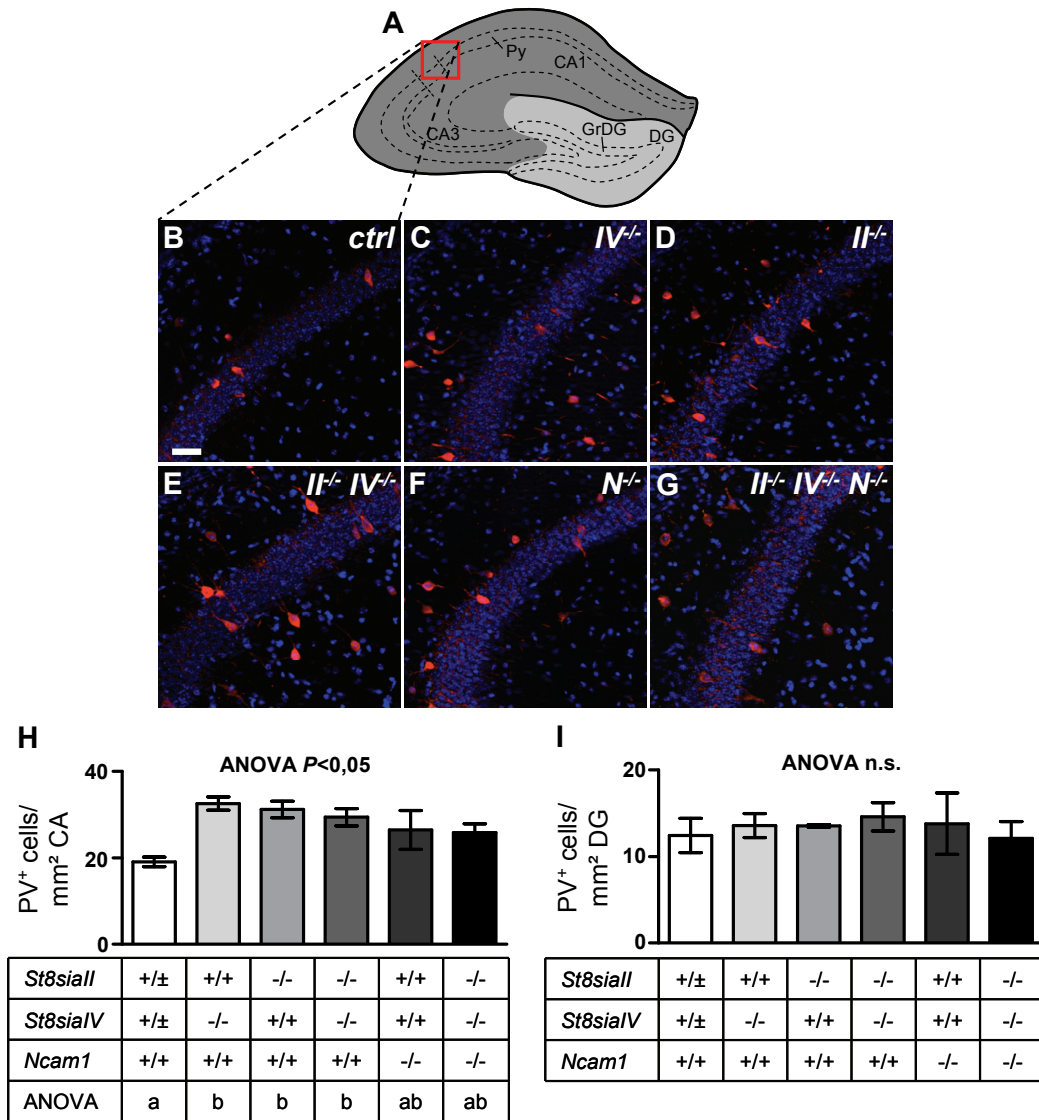 A
Py
CA1
CA3
GrDG
DG
B
ctrl
C
IV-/-
D
II-/-
E
II-/- IV-/-
F
N-/-
G
II-/- IV-/- N-/-
H
ANOVA P<0,05
PV+ cells/
mm² CA
40
20
0
St8siaII +/± +/+ -/- -/- +/+ -/-
St8siaIV +/± -/- +/+ -/- +/+ -/-
Ncam1 +/+ +/+ +/+ +/+ -/- -/-
ANOVA a b b b ab ab
I
ANOVA n.s.
PV+ cells/
mm² DG
20
10
0
St8siaII +/± +/+ -/- -/- +/+ -/-
St8siaIV +/± -/- +/+ -/- +/+ -/-
Ncam1 +/+ +/+ +/+ +/+ -/- -/-